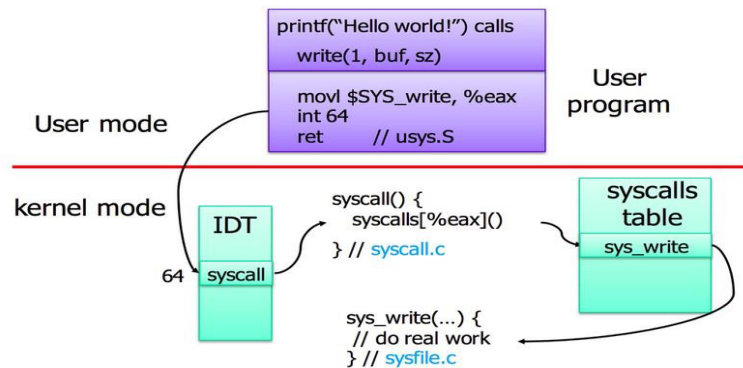 printf(“Hello world!”) calls
write(1, buf, sz)
movl $SYS_write, %eax
int 64
ret // usys.S
User program
User mode
kernel mode
IDT
64 syscall
syscall() {
syscalls[%eax]()
} // syscall.c
syscalls table
sys_write
sys_write(...) {
// do real work
} // sysfile.c